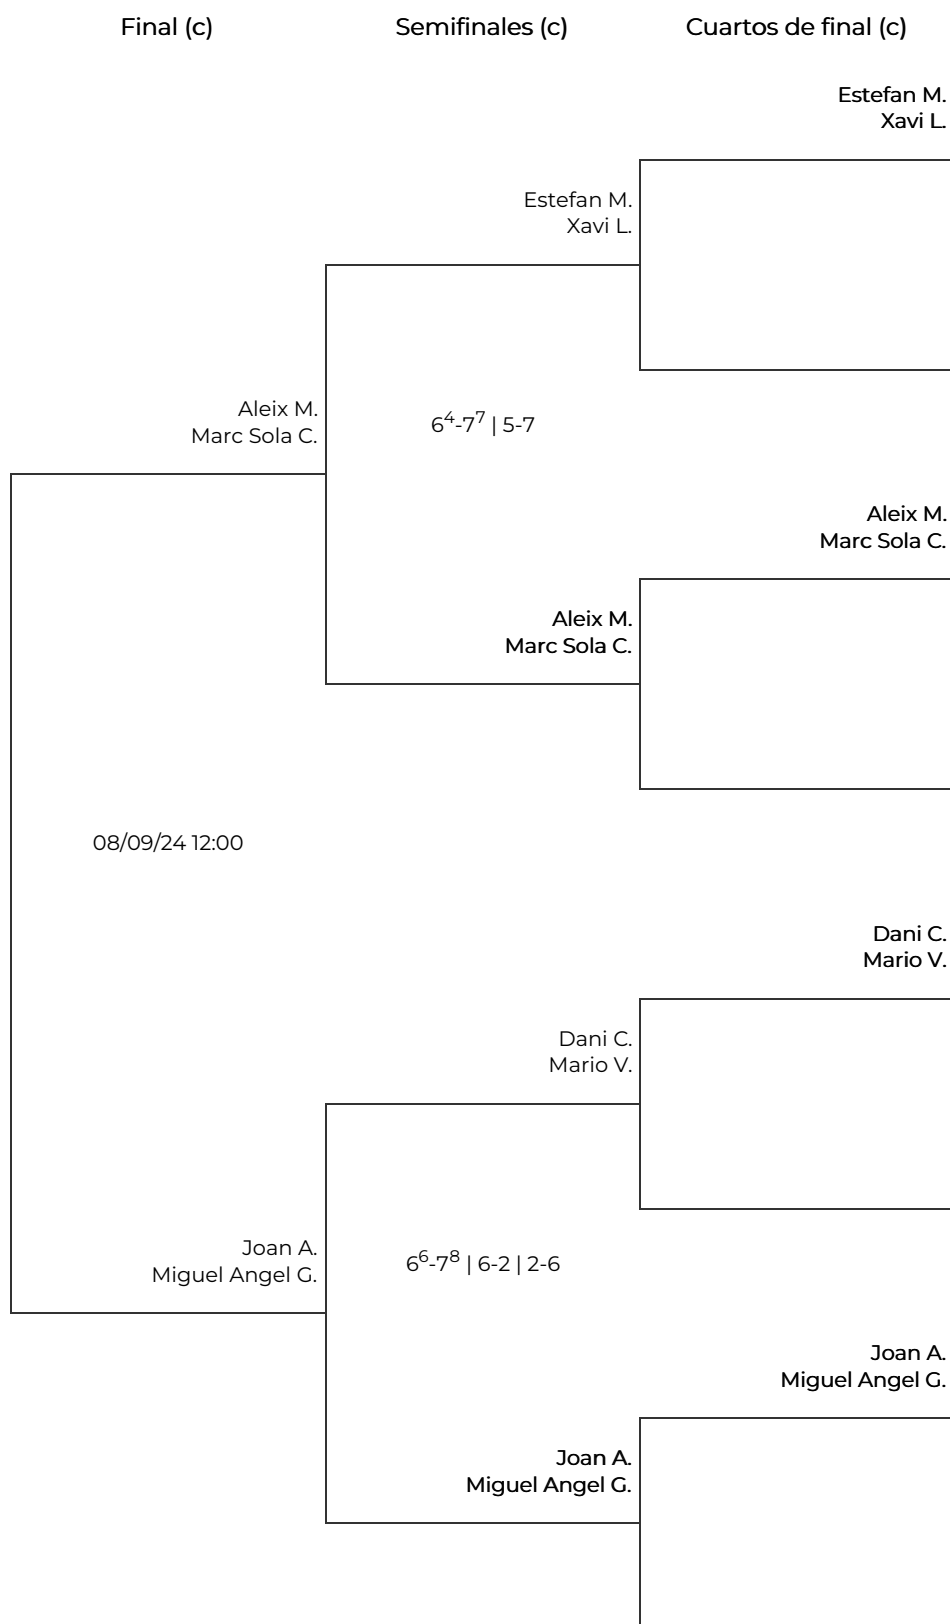 Final (c)
Semifinales (c)
Cuartos de final (c)
Estefan M.
Xavi L.
Estefan M.
Xavi L.
Aleix M.
Marc Sola C.
6⁴-7⁷ | 5-7
Aleix M.
Marc Sola C.
Aleix M.
Marc Sola C.
08/09/24 12:00
Dani C.
Mario V.
Dani C.
Mario V.
Joan A.
Miguel Angel G.
6⁶-7⁸ | 6-2 | 2-6
Joan A.
Miguel Angel G.
Joan A.
Miguel Angel G.